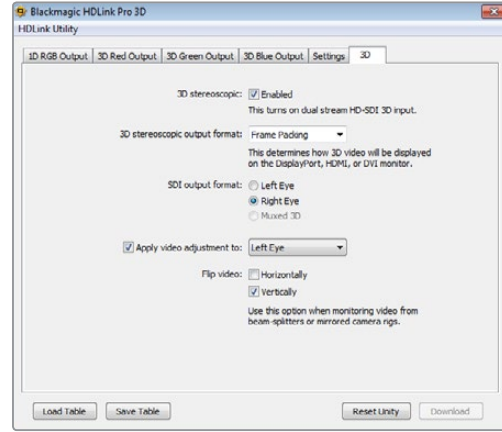 Blackmagic HDLink Pro 3D
HDLink Utility
1D RGB Output 3D Red Output 3D Green Output 3D Blue Output Settings 3D
3D stereoscopic: Enabled
This turns on dual stream HD-SDI 3D input.
3D stereoscopic output format: Frame Packing
This determines how 3D video will be displayed
on the DisplayPort, HDMI, or DVI monitor.
SDI output format: Left Eye
Right Eye
Muxed 3D
Apply video adjustment to: Left Eye
Flip video: Horizontally
Vertically
Use this option when monitoring video from
beam-splitters or mirrored camera rigs.
Load Table Save Table Reset Unity Download